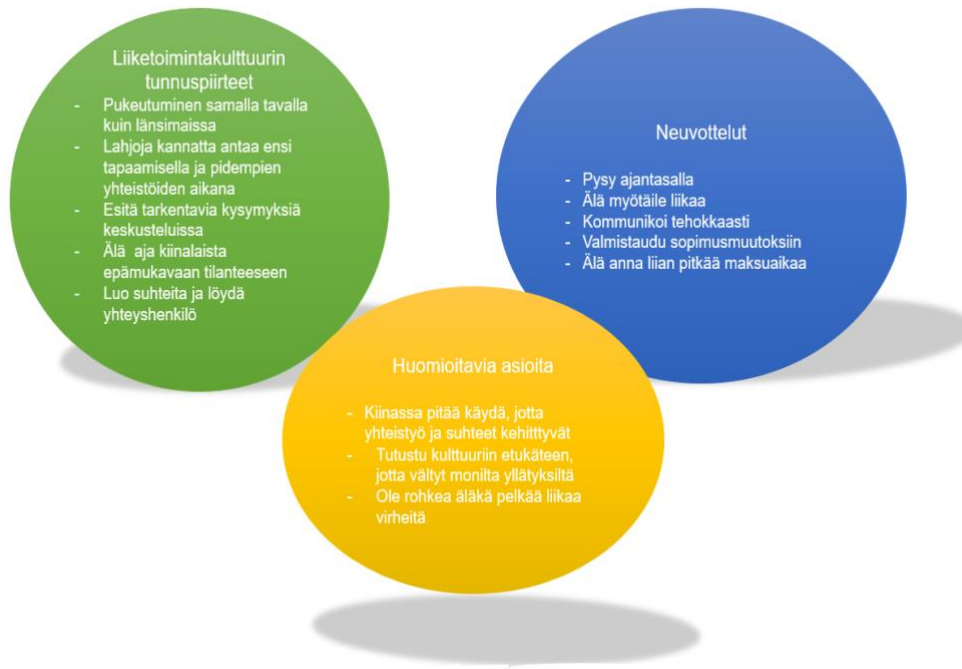 Liiketoimintakulttuurin
tunnuspiirteet
- Pukeutuminen samalla tavalla
kuin länsimaissa
- Lahjoja kannatta antaa ensi
tapaamisella ja pidempien
yhteistöiden aikana
- Esitä tarkentavia kysymyksiä
keskusteluissa
- Älä aja kiinalaista
epämukavaan tilanteeseen
- Luo suhteita ja löydä
yhteyshenkilö
Neuvottelut
- Pysy ajantasalla
- Älä myötäile liikaa
- Kommunikoi tehokkaasti
- Valmistaudu sopimusmuutoksiin
- Älä anna liian pitkää maksuaikaa
Huomioitavia asioita
- Kiinassa pitää käydä, jotta
yhteistyö ja suhteet kehitttyvät
- Tutustu kulttuuriin etukäteen,
jotta vältyt monilta yllätyksiltä
- Ole rohkea äläkä pelkää liikaa
virheitä